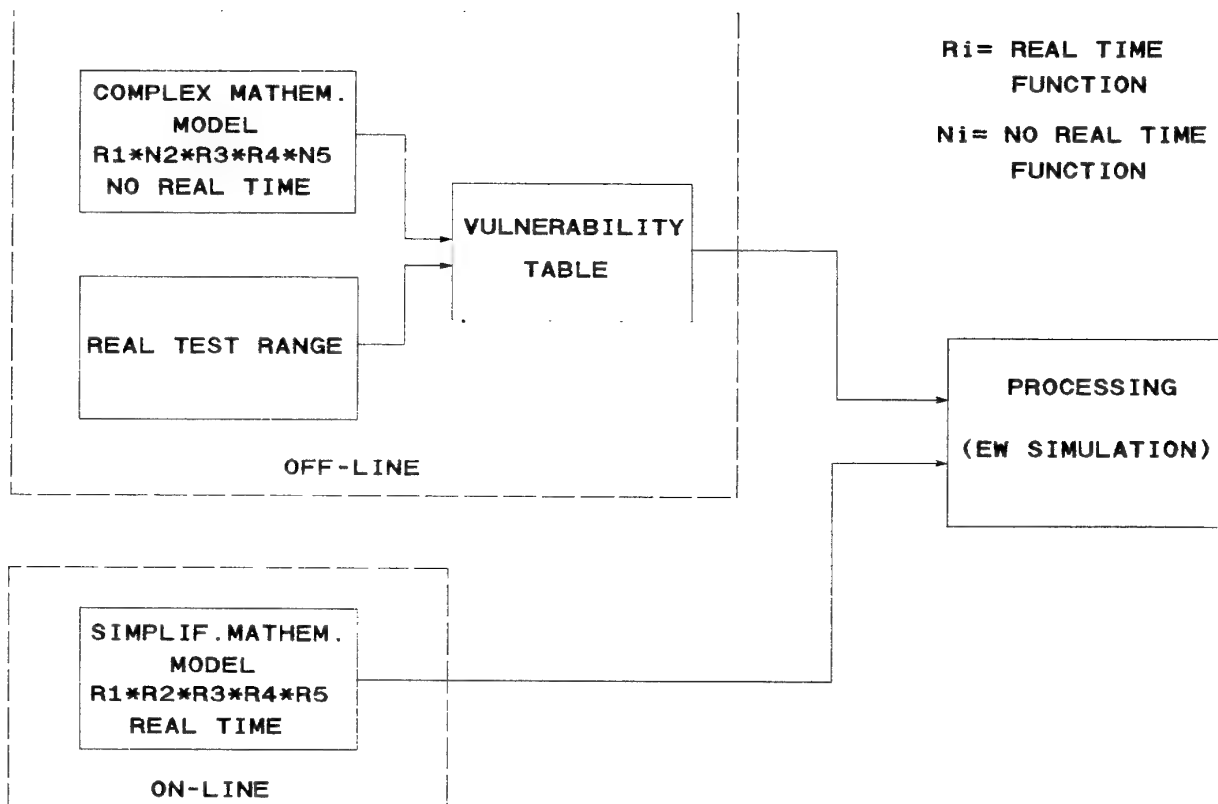 COMPLEX MATHEM.
MODEL
R1*N2*R3*R4*N5
NO REAL TIME
REAL TEST RANGE
VULNERABILITY
TABLE
OFF-LINE
Ri= REAL TIME
FUNCTION
Ni= NO REAL TIME
FUNCTION
PROCESSING
(EW SIMULATION)
SIMPLIF.MATHEM.
MODEL
R1*R2*R3*R4*R5
REAL TIME
ON-LINE